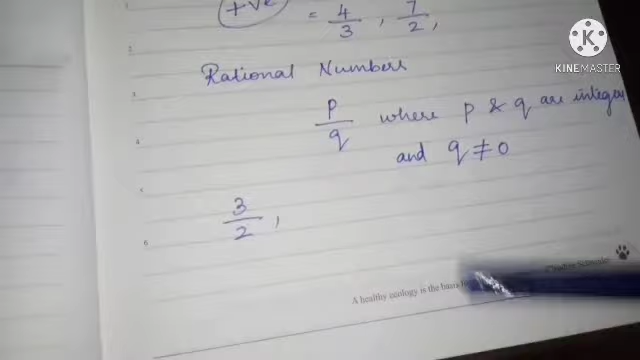 +ve
= 4/3 , 7/2 ,
KINEMASTER
Rational Numbers
p/q where p & q are integer
and q ≠ 0
3/2 ,
A healthy ecology is the basis